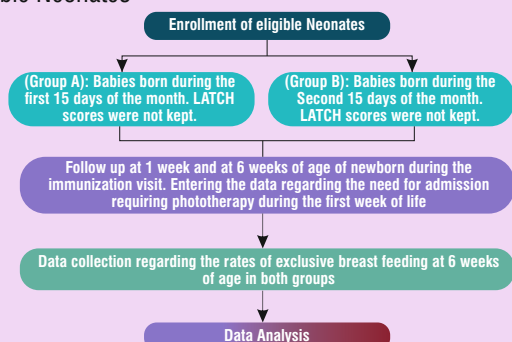 ble Neonates
Enrollment of eligible Neonates
(Group A): Babies born during the
first 15 days of the month. LATCH
scores were not kept.
(Group B): Babies born during the
Second 15 days of the month.
LATCH scores were not kept.
Follow up at 1 week and at 6 weeks of age of newborn during the
immunization visit. Entering the data regarding the need for admission
requiring phototherapy during the first week of life
Data collection regarding the rates of exclusive breast feeding at 6 weeks
of age in both groups
Data Analysis